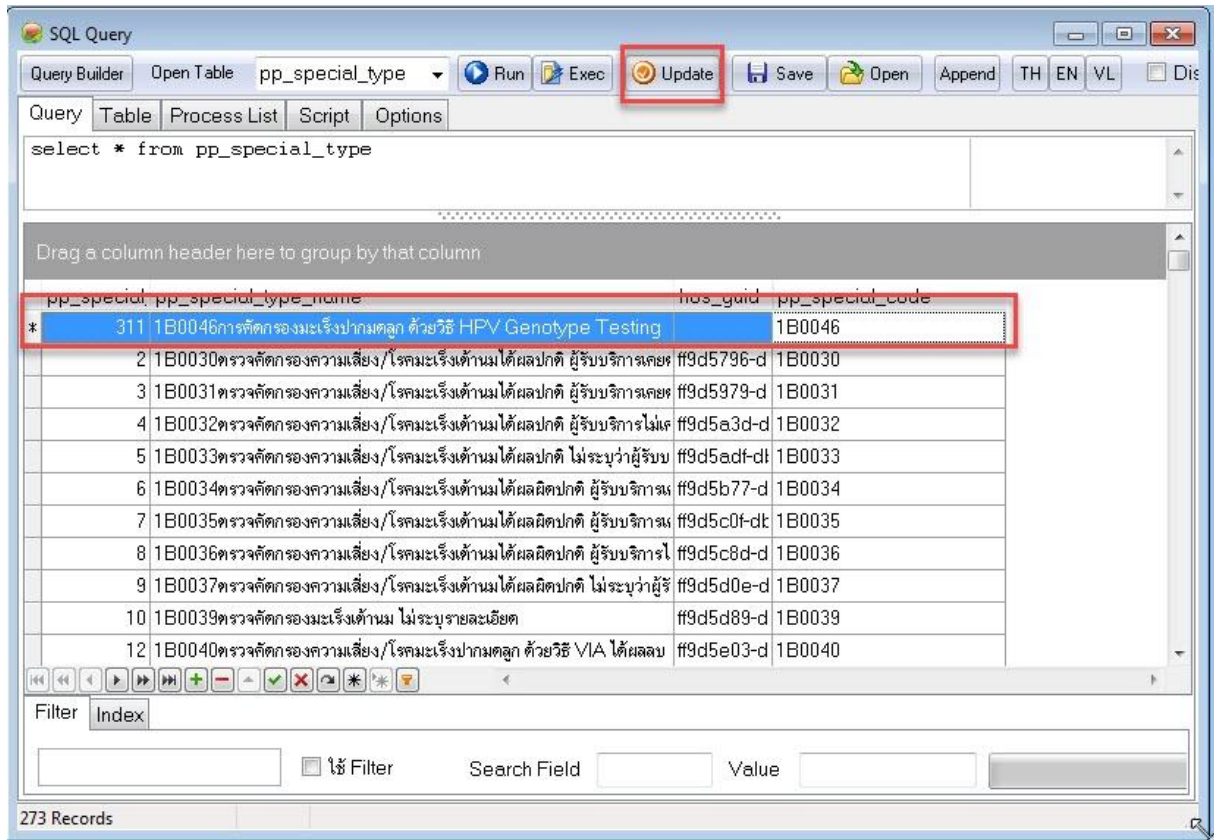 SQL Query
Query Builder Open Table pp_special_type Run Exec Update Save Open Append TH EN VL Dis
Query Table Process List Script Options
select * from pp_special_type
Drag a column header here to group by that column
pp_special pp_special_type_name hos_guid pp_special_code
* 311 1B0046การคัดกรองมะเร็งปากมดลูก ด้วยวิธี HPV Genotype Testing 1B0046
2 1B0030ตรวจคัดกรองความเสี่ยง/โรคมะเร็งเต้านมได้ผลปกติ ผู้รับบริการเคยต ff9d5796-d 1B0030
3 1B0031ตรวจคัดกรองความเสี่ยง/โรคมะเร็งเต้านมได้ผลปกติ ผู้รับบริการเคยต ff9d5979-d 1B0031
4 1B0032ตรวจคัดกรองความเสี่ยง/โรคมะเร็งเต้านมได้ผลปกติ ผู้รับบริการไม่เค ff9d5a3d-d 1B0032
5 1B0033ตรวจคัดกรองความเสี่ยง/โรคมะเร็งเต้านมได้ผลปกติ ไม่ระบุว่าผู้รับบ ff9d5adf-db 1B0033
6 1B0034ตรวจคัดกรองความเสี่ยง/โรคมะเร็งเต้านมได้ผลผิดปกติ ผู้รับบริการเ ff9d5b77-d 1B0034
7 1B0035ตรวจคัดกรองความเสี่ยง/โรคมะเร็งเต้านมได้ผลผิดปกติ ผู้รับบริการเ ff9d5c0f-db 1B0035
8 1B0036ตรวจคัดกรองความเสี่ยง/โรคมะเร็งเต้านมได้ผลผิดปกติ ผู้รับบริการไ ff9d5c8d-d 1B0036
9 1B0037ตรวจคัดกรองความเสี่ยง/โรคมะเร็งเต้านมได้ผลผิดปกติ ไม่ระบุว่าผู้รั ff9d5d0e-d 1B0037
10 1B0039ตรวจคัดกรองมะเร็งเต้านม ไม่ระบุรายละเอียด ff9d5d89-d 1B0039
12 1B0040ตรวจคัดกรองความเสี่ยง/โรคมะเร็งปากมดลูก ด้วยวิธี VIA ได้ผลลบ ff9d5e03-d 1B0040
Filter Index
ใช้ Filter Search Field Value
273 Records